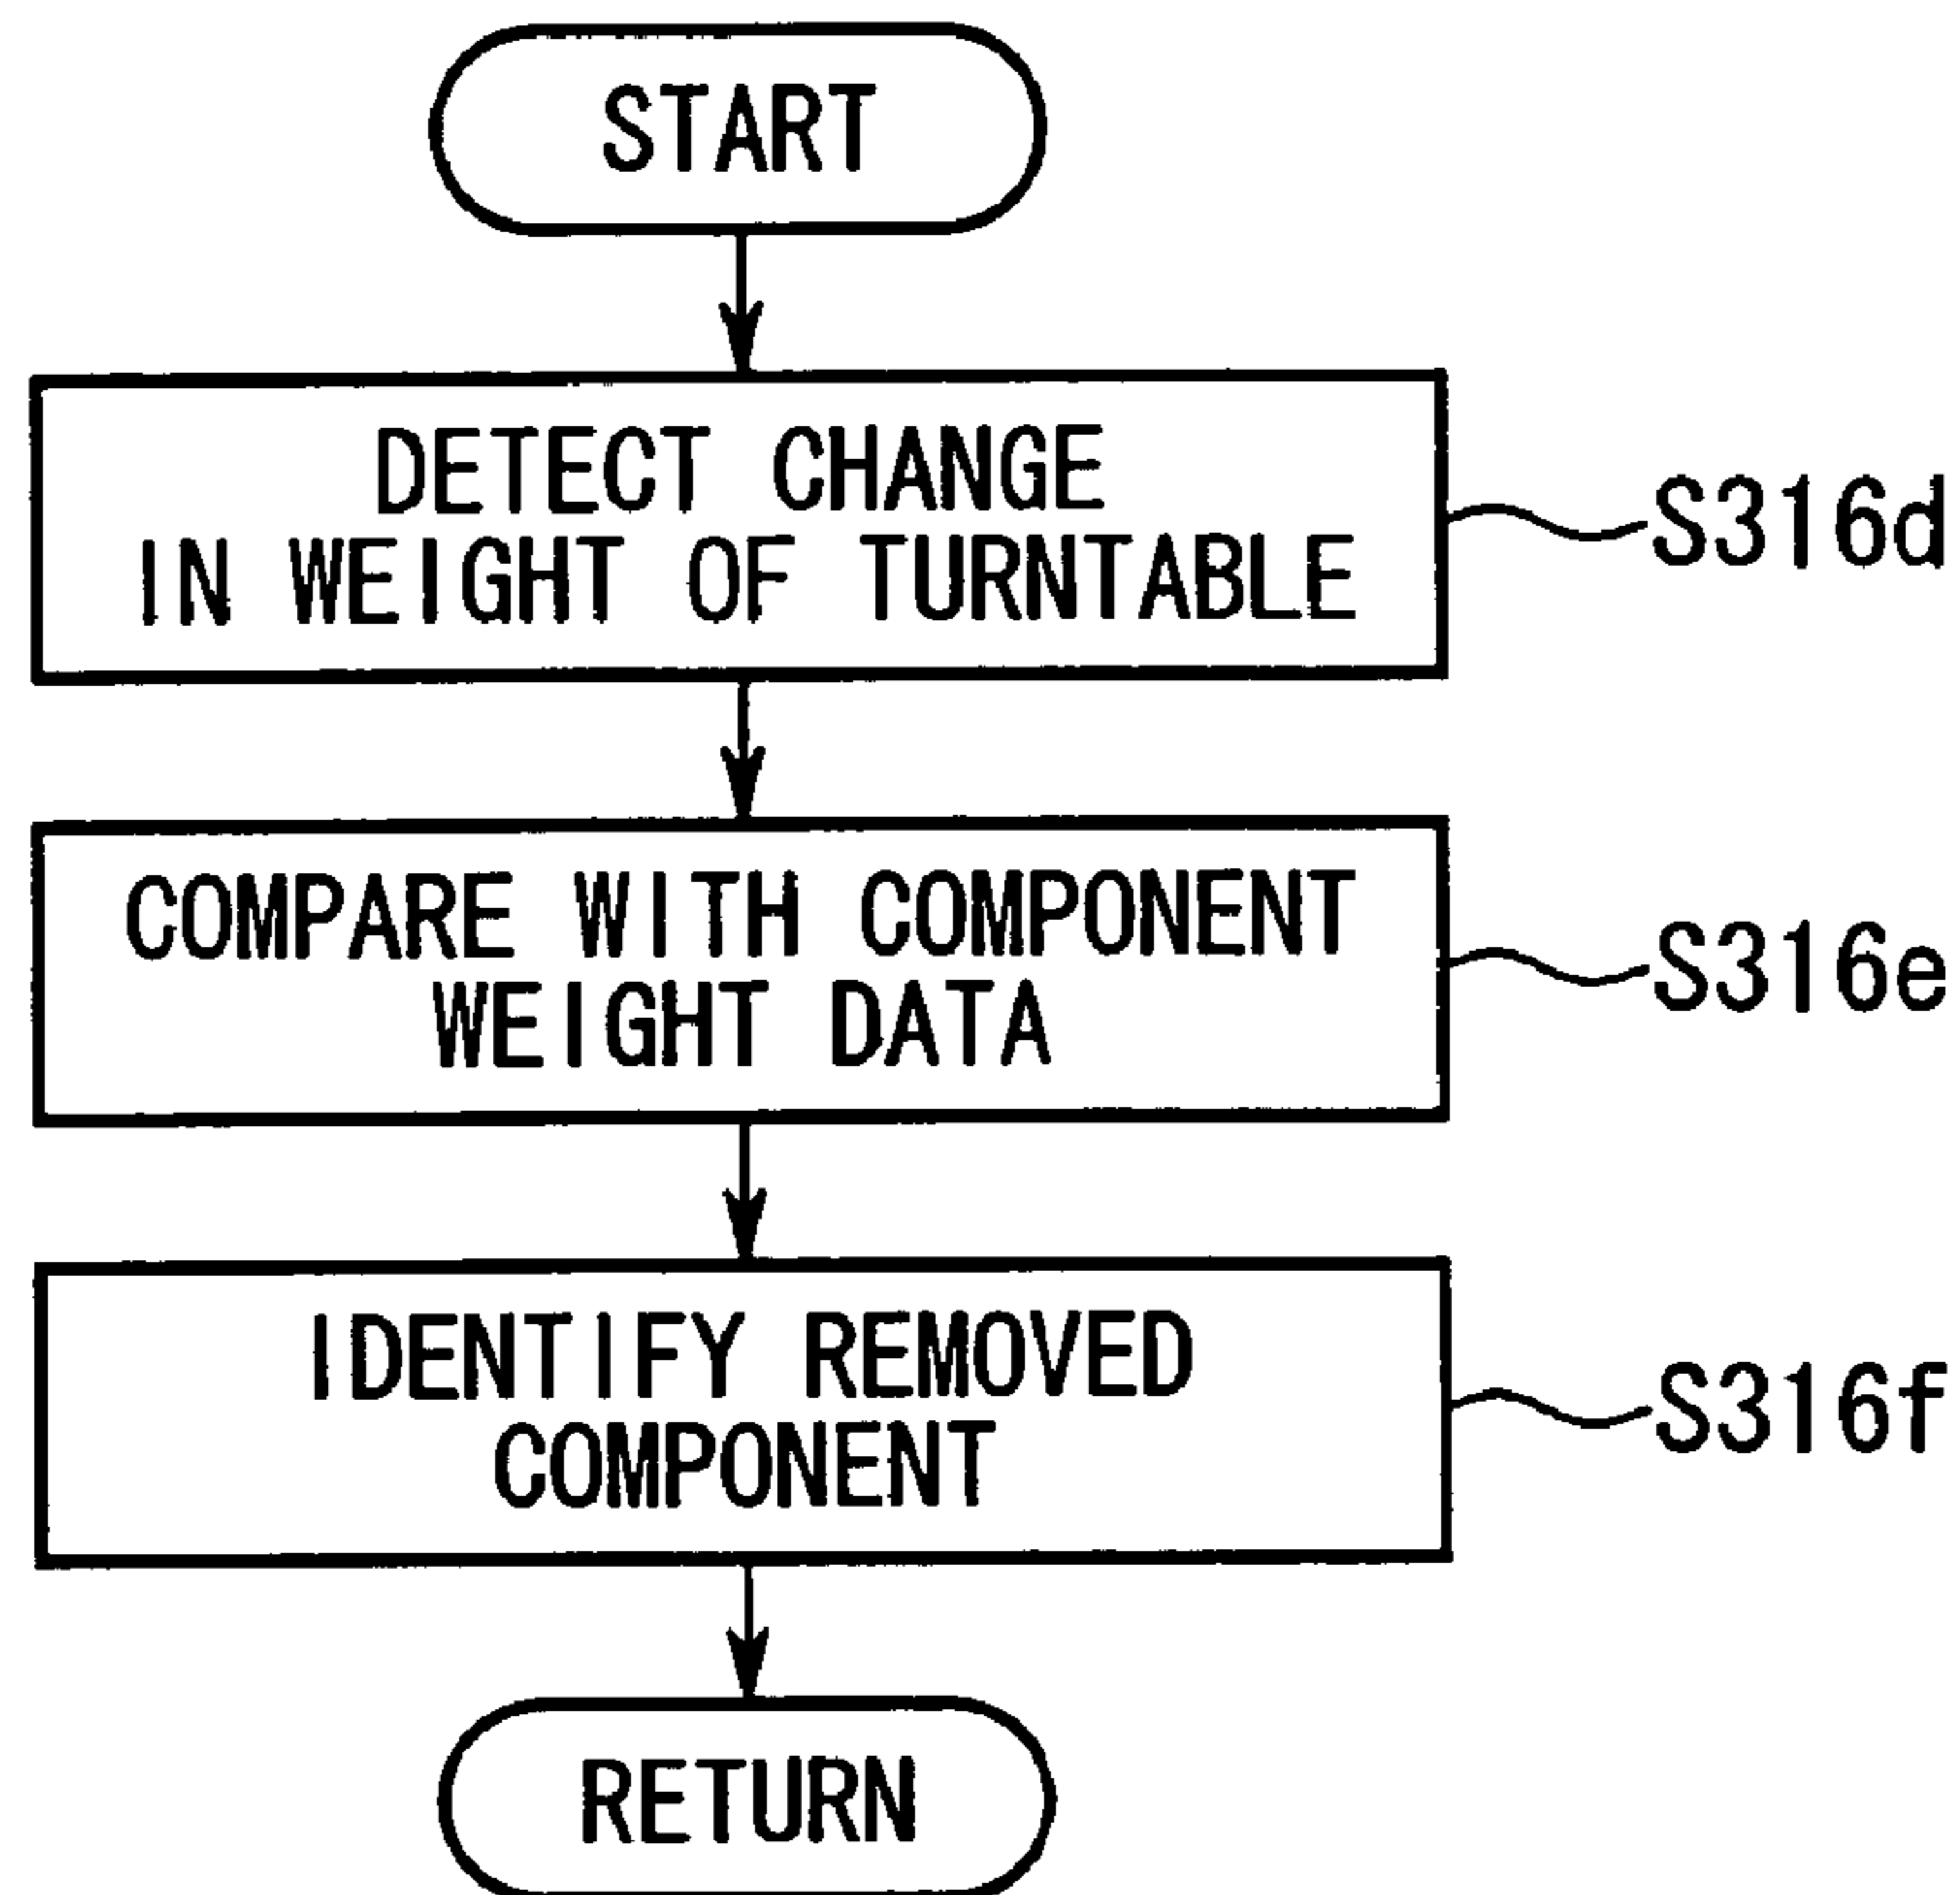 START
DETECT CHANGE
IN WEIGHT OF TURNTABLE
S316d
COMPARE WITH COMPONENT
WEIGHT DATA
S316e
IDENTIFY REMOVED
COMPONENT
S316f
RETURN